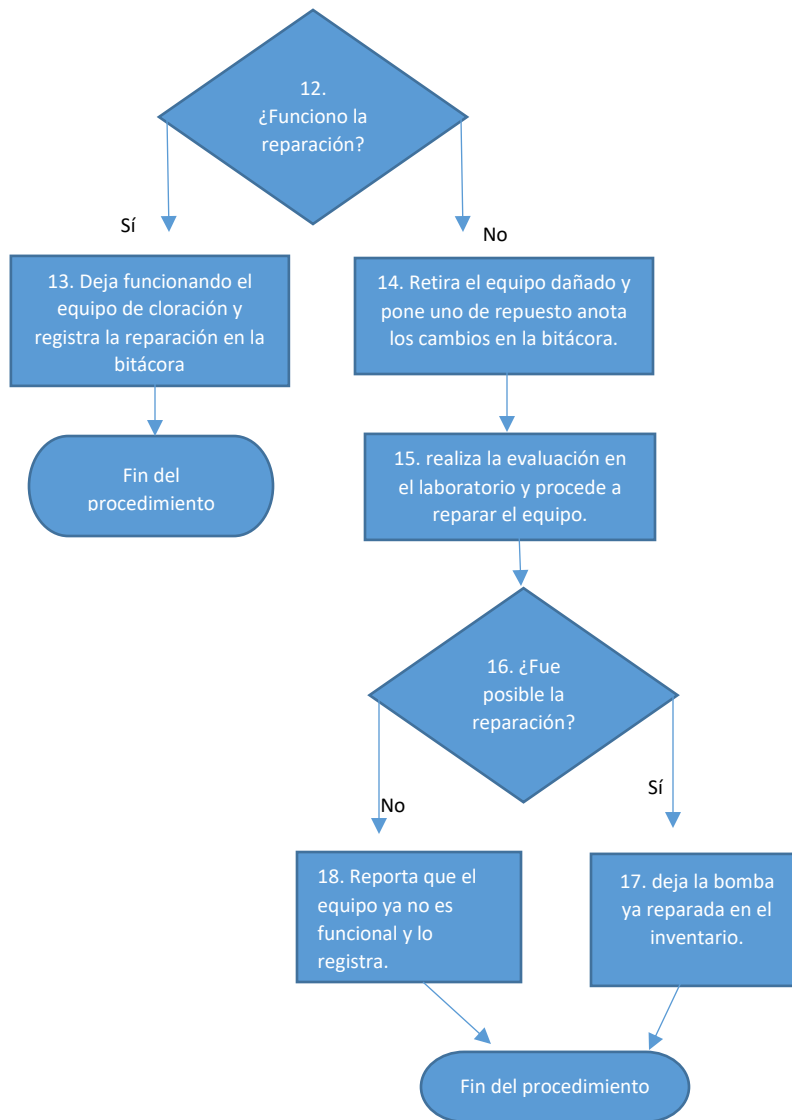 12.
¿Funciono la
reparación?
Sí
No
13. Deja funcionando el
equipo de cloración y
registra la reparación en la
bitácora
14. Retira el equipo dañado y
pone uno de repuesto anota
los cambios en la bitácora.
Fin del
procedimiento
15. realiza la evaluación en
el laboratorio y procede a
reparar el equipo.
16. ¿Fue
posible la
reparación?
No
Sí
18. Reporta que el
equipo ya no es
funcional y lo
registra.
17. deja la bomba
ya reparada en el
inventario.
Fin del procedimiento